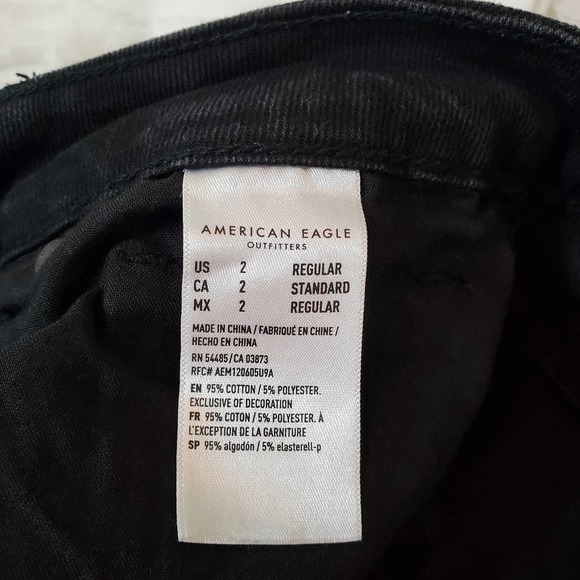 AMERICAN EAGLE
OUTFITTERS
US 2 REGULAR
CA 2 STANDARD
MX 2 REGULAR
MADE IN CHINA / FABRIQUÉ EN CHINE /
HECHO EN CHINA
RN 54485/CA 03873
RFC# AEM120605U9A
EN 95% COTTON / 5% POLYESTER.
EXCLUSIVE OF DECORATION
FR 95% COTON / 5% POLYESTER. À
L'EXCEPTION DE LA GARNITURE
SP 95% algodón / 5% elasterell-p